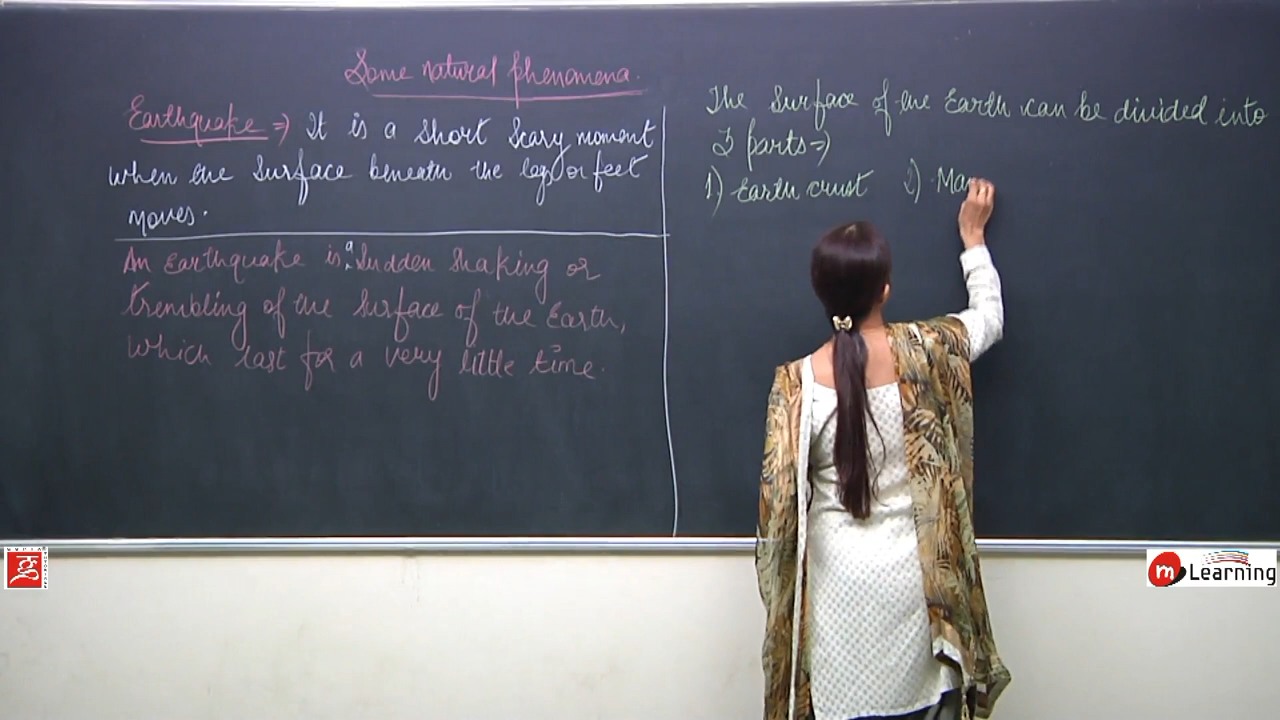 Some natural phenomena.
Earthquake => It is a short scary moment
when the surface beneath the legs or feet
moves.
An Earthquake is a sudden shaking or
trembling of the surface of the Earth,
which last for a very little time.
The surface of the Earth can be divided into
3 parts =>
1) Earth crust 2) Ma
m Learning